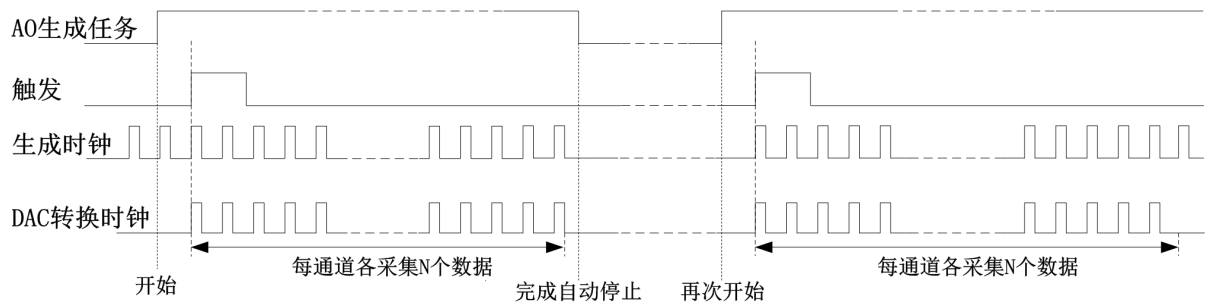 AO生成任务
触发
生成时钟
DAC转换时钟
每通道各采集N个数据
每通道各采集N个数据
开始
完成自动停止
再次开始